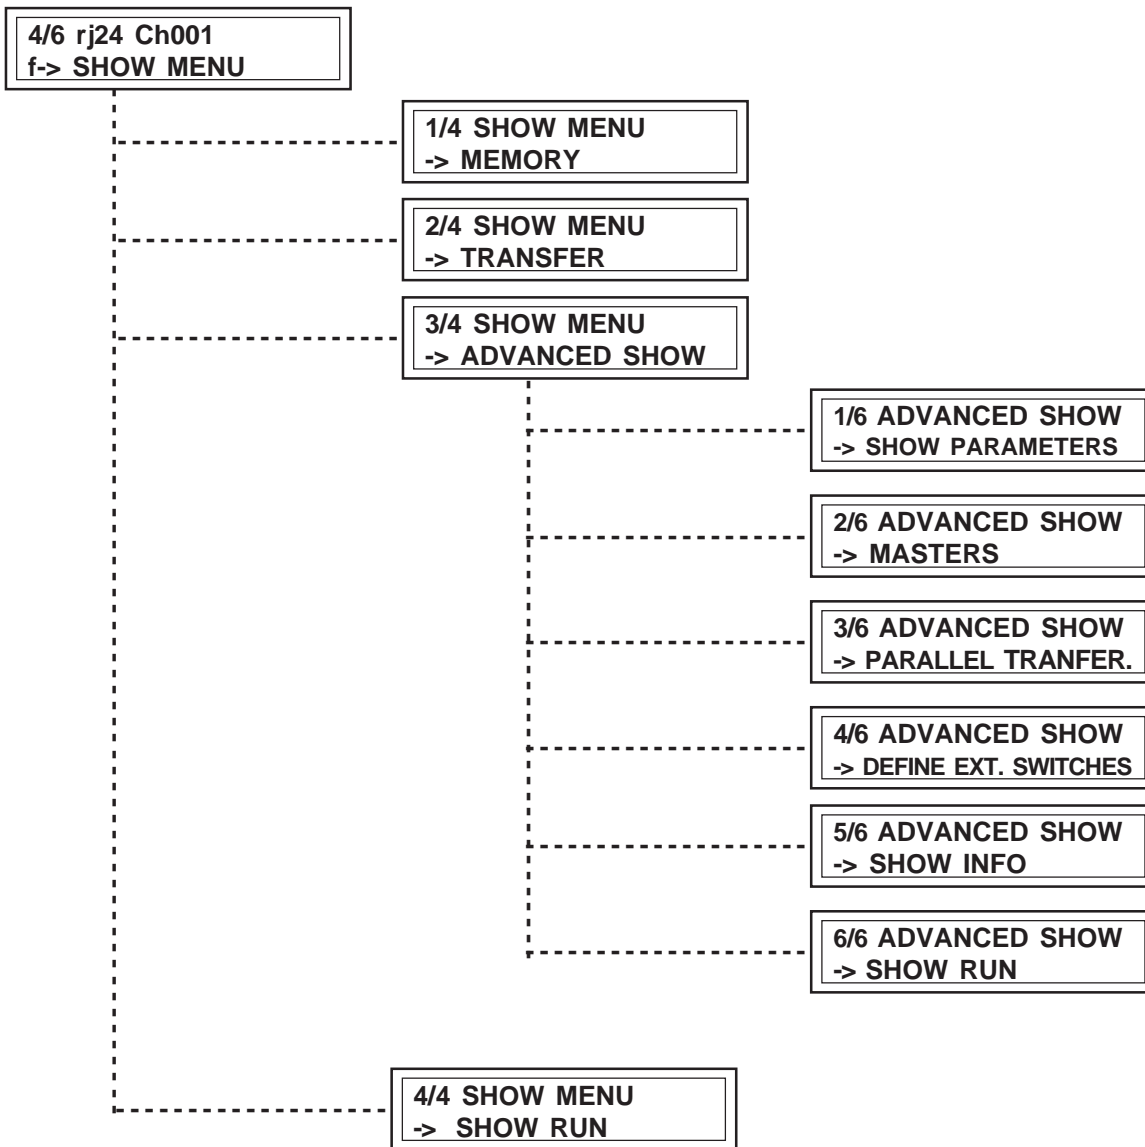 4/6 rj24 Ch001
f-> SHOW MENU
1/4 SHOW MENU
-> MEMORY
2/4 SHOW MENU
-> TRANSFER
3/4 SHOW MENU
-> ADVANCED SHOW
1/6 ADVANCED SHOW
-> SHOW PARAMETERS
2/6 ADVANCED SHOW
-> MASTERS
3/6 ADVANCED SHOW
-> PARALLEL TRANFER.
4/6 ADVANCED SHOW
-> DEFINE EXT. SWITCHES
5/6 ADVANCED SHOW
-> SHOW INFO
6/6 ADVANCED SHOW
-> SHOW RUN
4/4 SHOW MENU
-> SHOW RUN